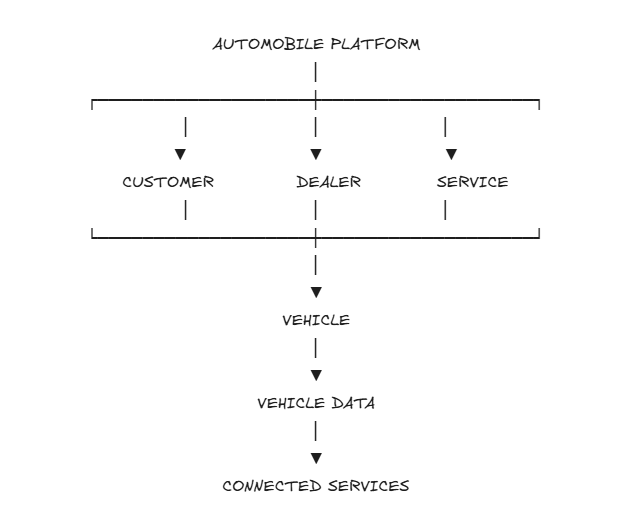 AUTOMOBILE PLATFORM
CUSTOMER DEALER SERVICE
VEHICLE
VEHICLE DATA
CONNECTED SERVICES